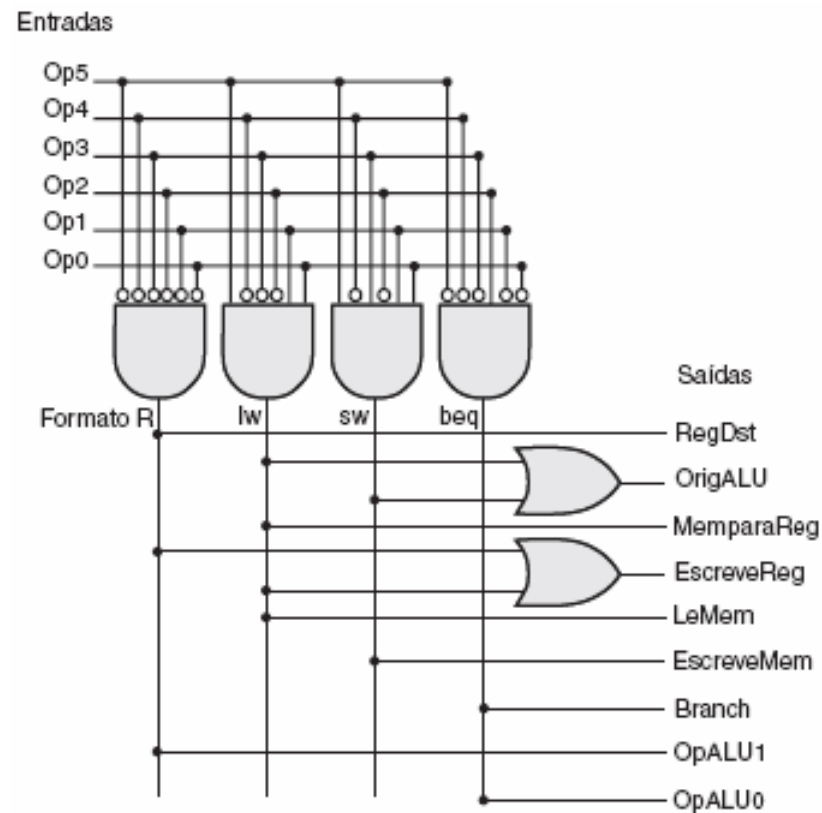 Entradas
Op5
Op4
Op3
Op2
Op1
Op0
Saídas
Formato R
lw
sw
beq
RegDst
OrigALU
MemparaReg
EscreveReg
LeMem
EscreveMem
Branch
OpALU1
OpALU0